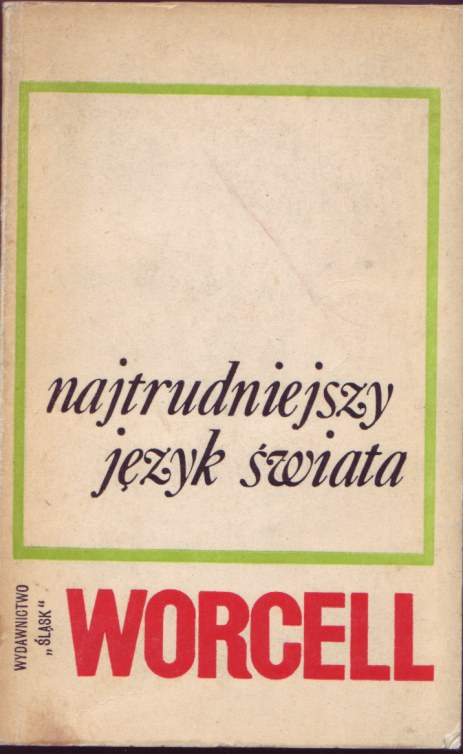 najtrudniejszy
język świata
WYDAWNICTWO
„ŚLĄSK“
WORCELL